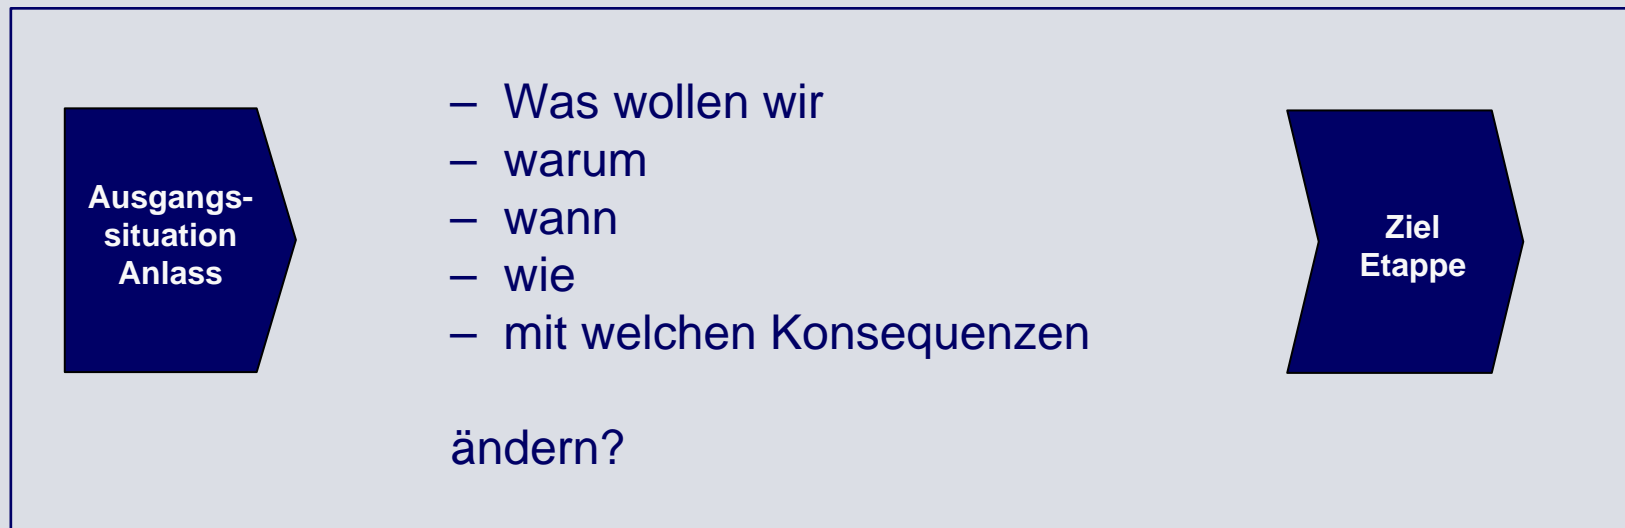 Ausgangs-
situation
Anlass
– Was wollen wir
– warum
– wann
– wie
– mit welchen Konsequenzen
ändern?
Ziel
Etappe